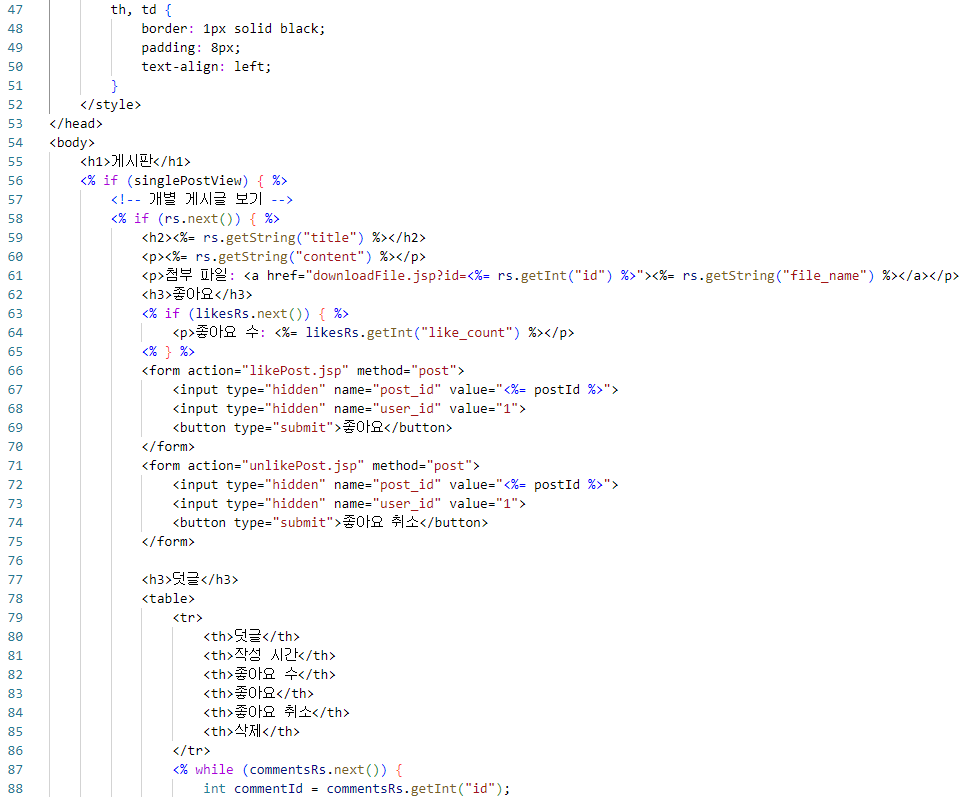 47 th, td {
48 border: 1px solid black;
49 padding: 8px;
50 text-align: left;
51 }
52 </style>
53 </head>
54 <body>
55 <h1>게시판</h1>
56 <% if (singlePostView) { %>
57 <!-- 개별 게시글 보기 -->
58 <% if (rs.next()) { %>
59 <h2><%= rs.getString("title") %></h2>
60 <p><%= rs.getString("content") %></p>
61 <p>첨부 파일: <a href="downloadFile.jsp?id=<%= rs.getInt("id") %>"><%= rs.getString("file_name") %></a></p>
62 <h3>좋아요</h3>
63 <% if (likesRs.next()) { %>
64 <p>좋아요 수: <%= likesRs.getInt("like_count") %></p>
65 <% } %>
66 <form action="likePost.jsp" method="post">
67 <input type="hidden" name="post_id" value="<%= postId %>">
68 <input type="hidden" name="user_id" value="1">
69 <button type="submit">좋아요</button>
70 </form>
71 <form action="unlikePost.jsp" method="post">
72 <input type="hidden" name="post_id" value="<%= postId %>">
73 <input type="hidden" name="user_id" value="1">
74 <button type="submit">좋아요 취소</button>
75 </form>
76
77 <h3>덧글</h3>
78 <table>
79 <tr>
80 <th>덧글</th>
81 <th>작성 시간</th>
82 <th>좋아요 수</th>
83 <th>좋아요</th>
84 <th>좋아요 취소</th>
85 <th>삭제</th>
86 </tr>
87 <% while (commentsRs.next()) {
88 int commentId = commentsRs.getInt("id");